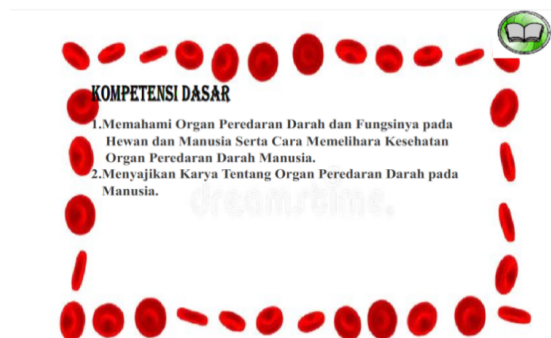 KOMPETENSI DASAR
1.Memahami Organ Peredaran Darah dan Fungsinya pada
Hewan dan Manusia Serta Cara Memelihara Kesehatan
Organ Peredaran Darah Manusia.
2.Menyajikan Karya Tentang Organ Peredaran Darah pada
Manusia.
dreamstime.